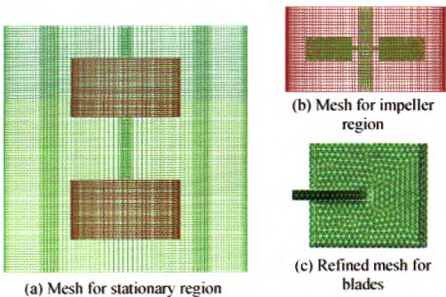 (b) Mesh for impeller
region
(c) Refined mesh for
blades
(a) Mesh for stationary region